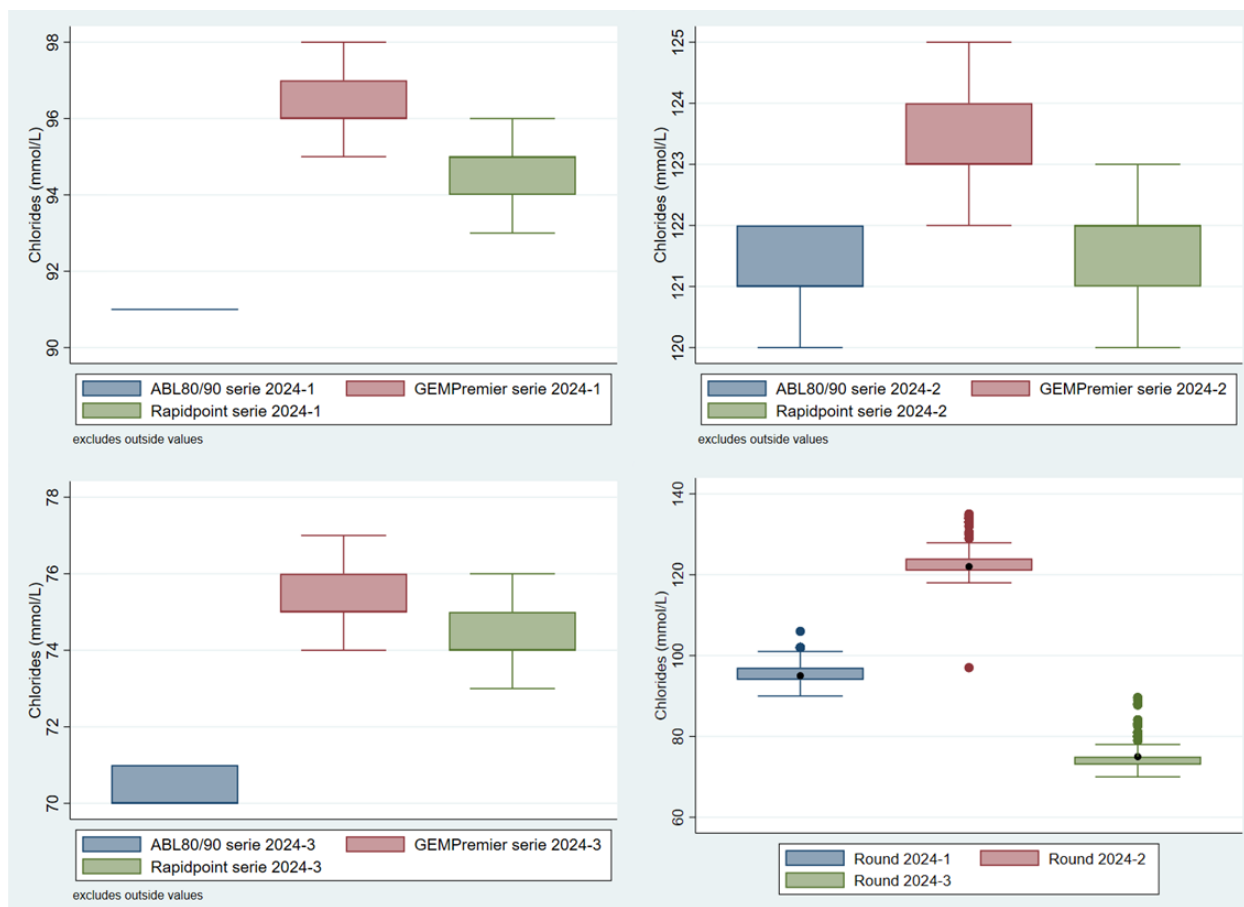 Chlorides (mmol/L)
98
96
94
92
90
ABL80/90 serie 2024-1 GEMPremier serie 2024-1
Rapidpoint serie 2024-1
excludes outside values
Chlorides (mmol/L)
125
124
123
122
121
120
ABL80/90 serie 2024-2 GEMPremier serie 2024-2
Rapidpoint serie 2024-2
excludes outside values
Chlorides (mmol/L)
78
76
74
72
70
ABL80/90 serie 2024-3 GEMPremier serie 2024-3
Rapidpoint serie 2024-3
excludes outside values
Chlorides (mmol/L)
140
120
100
80
60
Round 2024-1 Round 2024-2
Round 2024-3